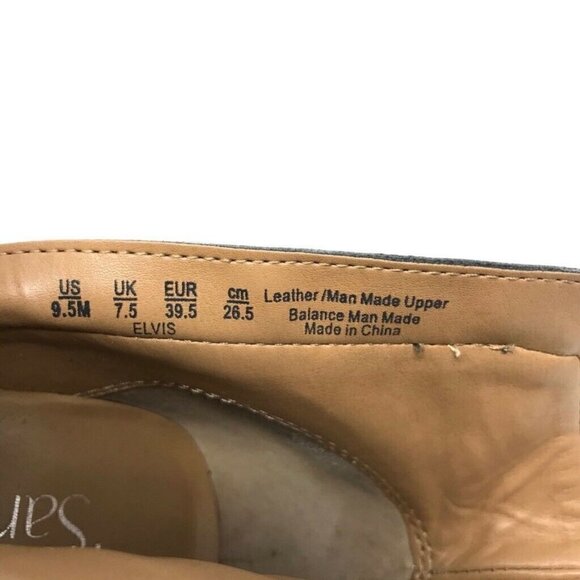 US UK EUR cm Leather/Man Made Upper
9.5M 7.5 39.5 26.5 Balance Man Made
ELVIS Made in China